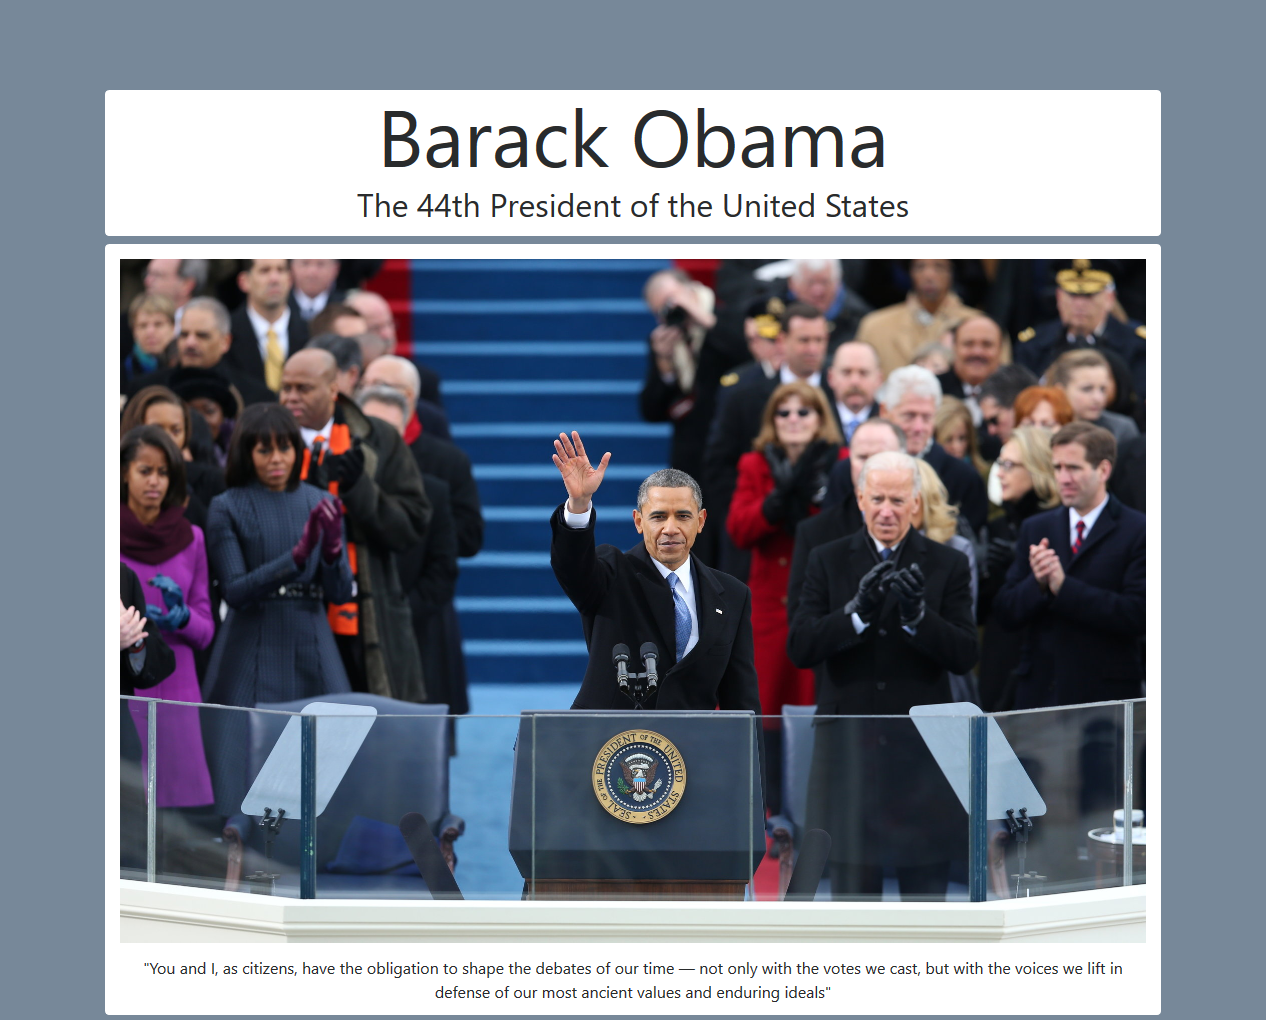 Barack Obama
The 44th President of the United States
SEAL OF THE PRESIDENT OF THE UNITED STATES
"You and I, as citizens, have the obligation to shape the debates of our time — not only with the votes we cast, but with the voices we lift in
defense of our most ancient values and enduring ideals"